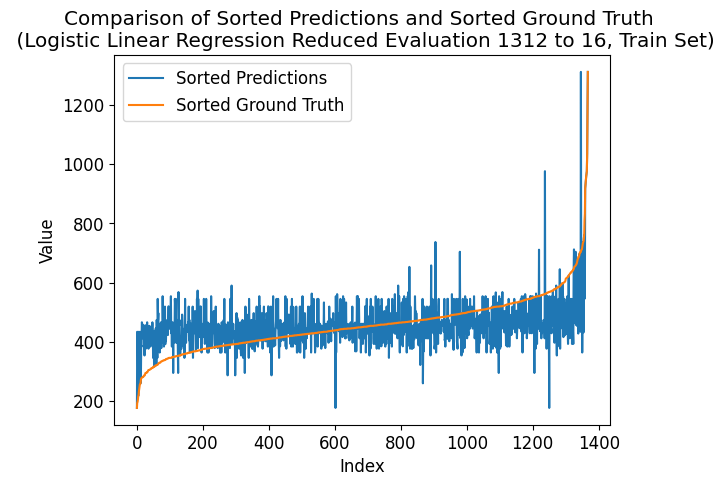 Comparison of Sorted Predictions and Sorted Ground Truth
(Logistic Linear Regression Reduced Evaluation 1312 to 16, Train Set)
Sorted Predictions
Sorted Ground Truth
1200
1000
800
600
400
200
Value
0 200 400 600 800 1000 1200 1400
Index